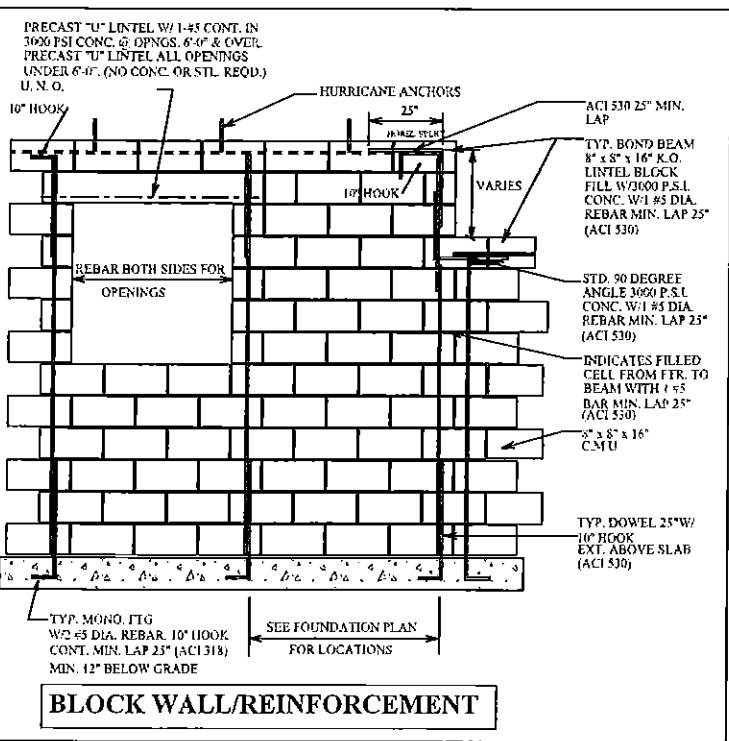 PRECAST "U" LINTEL W/ 1-#5 CONT. IN
3000 PSI CONC. @ OPNGS. 6'-0" & OVER.
PRECAST "U" LINTEL ALL OPENINGS
UNDER 6'-0". (NO CONC. OR STL. REQD.)
U. N. O.
10" HOOK
HURRICANE ANCHORS
25"
HORIZ. SPLICE
10" HOOK
VARIES
ACI 530 25" MIN.
LAP
TYP. BOND BEAM
8" x 8" x 16" K.O.
LINTEL BLOCK
FILL W/3000 P.S.I.
CONC. W/1 #5 DIA.
REBAR MIN. LAP 25"
(ACI 530)
REBAR BOTH SIDES FOR
OPENINGS
STD. 90 DEGREE
ANGLE 3000 P.S.I.
CONC. W/1 #5 DIA.
REBAR MIN. LAP 25"
(ACI 530)
INDICATES FILLED
CELL FROM FTR. TO
BEAM WITH 1 #5
BAR MIN. LAP 25"
(ACI 530)
8" x 8" x 16"
C.M.U
TYP. DOWEL 25"W/
10" HOOK
EXT. ABOVE SLAB
(ACI 530)
TYP. MONO. FTG
W/2 #5 DIA. REBAR. 10" HOOK
CONT. MIN. LAP 25" (ACI 318)
MIN. 12" BELOW GRADE
SEE FOUNDATION PLAN
FOR LOCATIONS
BLOCK WALL/REINFORCEMENT